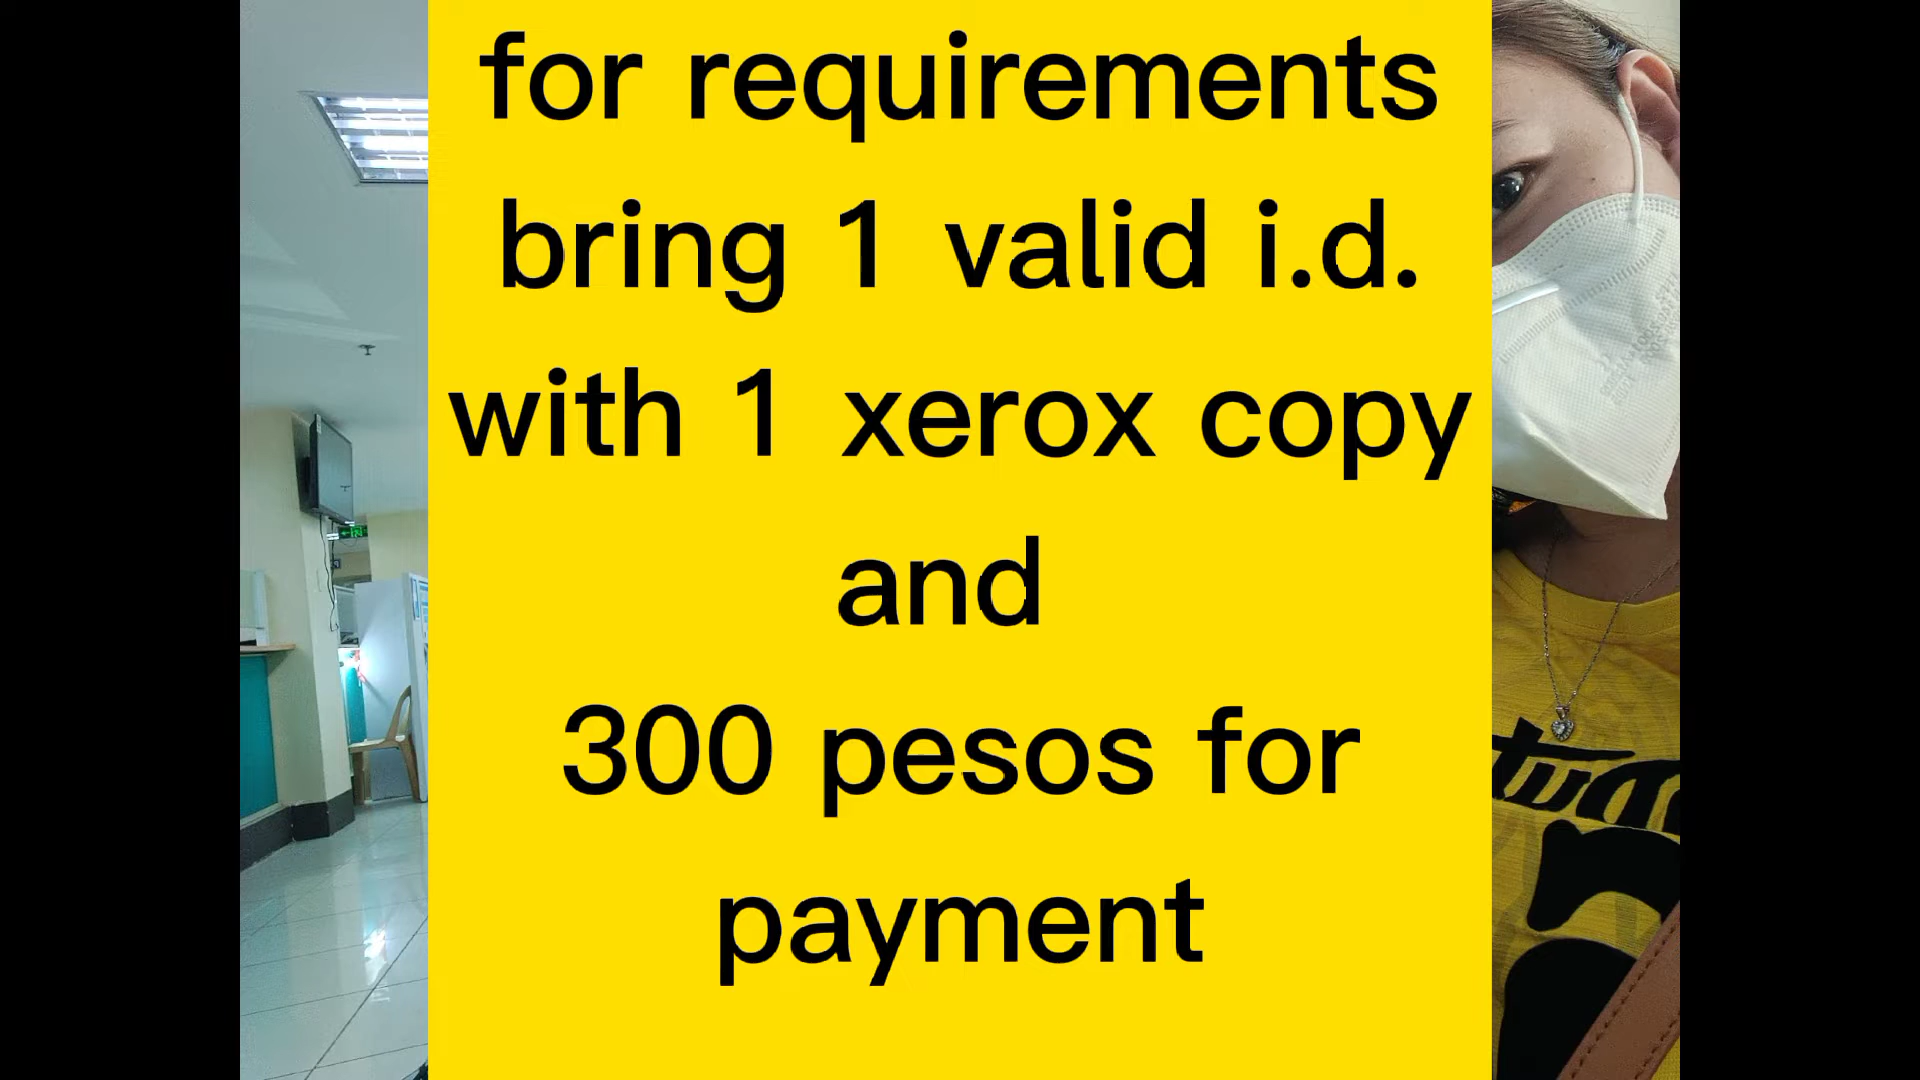 for requirements
bring 1 valid i.d.
with 1 xerox copy
and
300 pesos for
payment